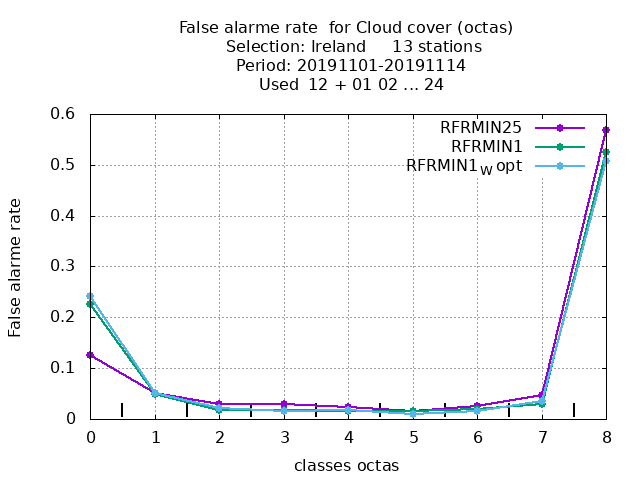 False alarme rate  for Cloud cover (octas)
Selection: Ireland     13 stations
Period: 20191101-20191114
Used  12 + 01 02 ... 24
RFRMIN25
RFRMIN1
RFRMIN1W opt
False alarme rate
0.6
0.5
0.4
0.3
0.2
0.1
0
0 1 2 3 4 5 6 7 8
classes octas